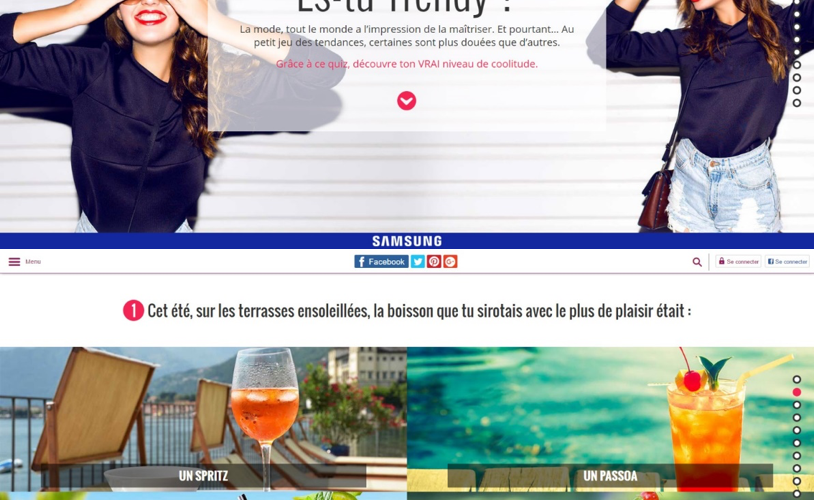 Es-tu Trendy ?
La mode, tout le monde a l’impression de la maîtriser. Et pourtant... Au
petit jeu des tendances, certaines sont plus douées que d’autres.
Grâce à ce quiz, découvre ton VRAI niveau de coolitude.
SAMSUNG
Menu
Facebook
Se connecter
Se connecter
1 Cet été, sur les terrasses ensoleillées, la boisson que tu sirotais avec le plus de plaisir était :
UN SPRITZ
UN PASSOA